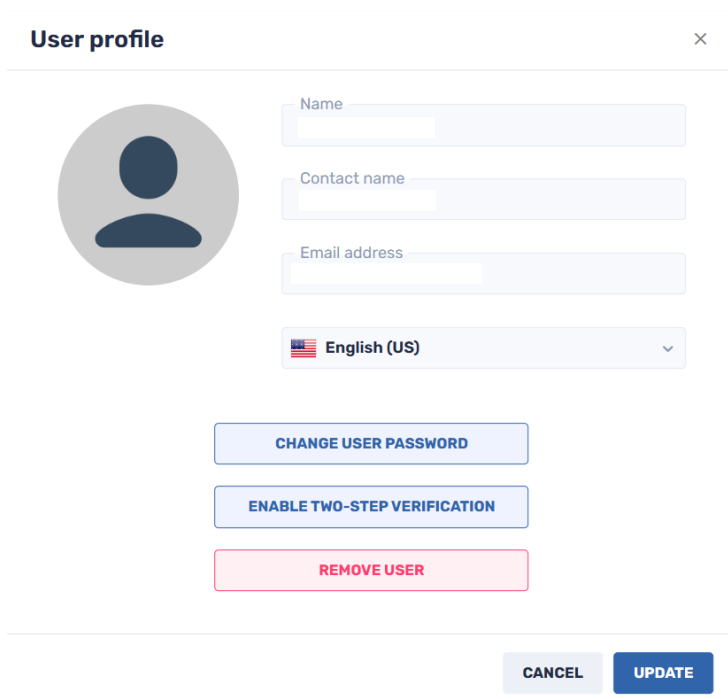 User profile
Name
Contact name
Email address
English (US)
CHANGE USER PASSWORD
ENABLE TWO-STEP VERIFICATION
REMOVE USER
CANCEL
UPDATE